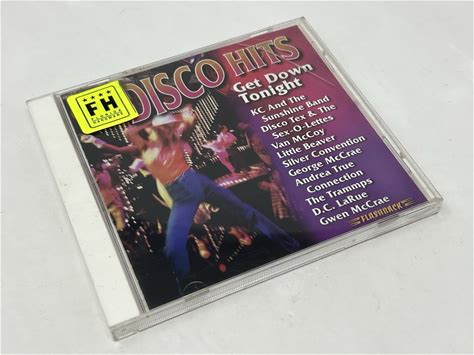 DISCO HITS
Get Down
Tonight
KC And The
Sunshine Band
Disco Tex & The
Sex-O-Lettes
Van McCoy
Little Beaver
Silver Convention
George McCrae
Andrea True
Connection
The Trammps
D.C. LaRue
Gwen McCrae
FLASHBACK
FH